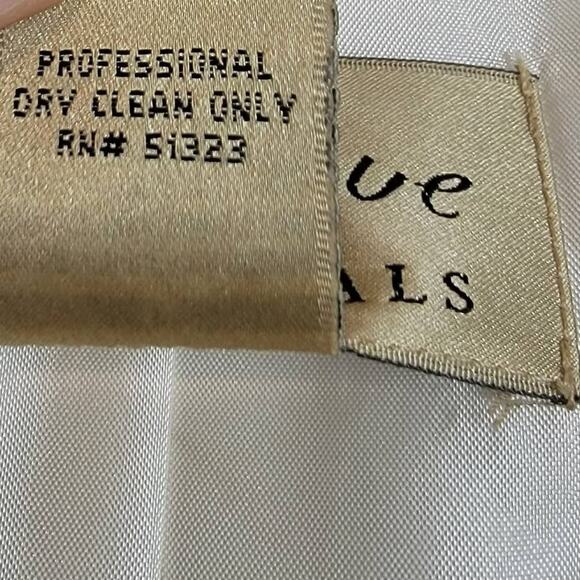 PROFESSIONAL
DRY CLEAN ONLY
RN# 51323
ue
ALS